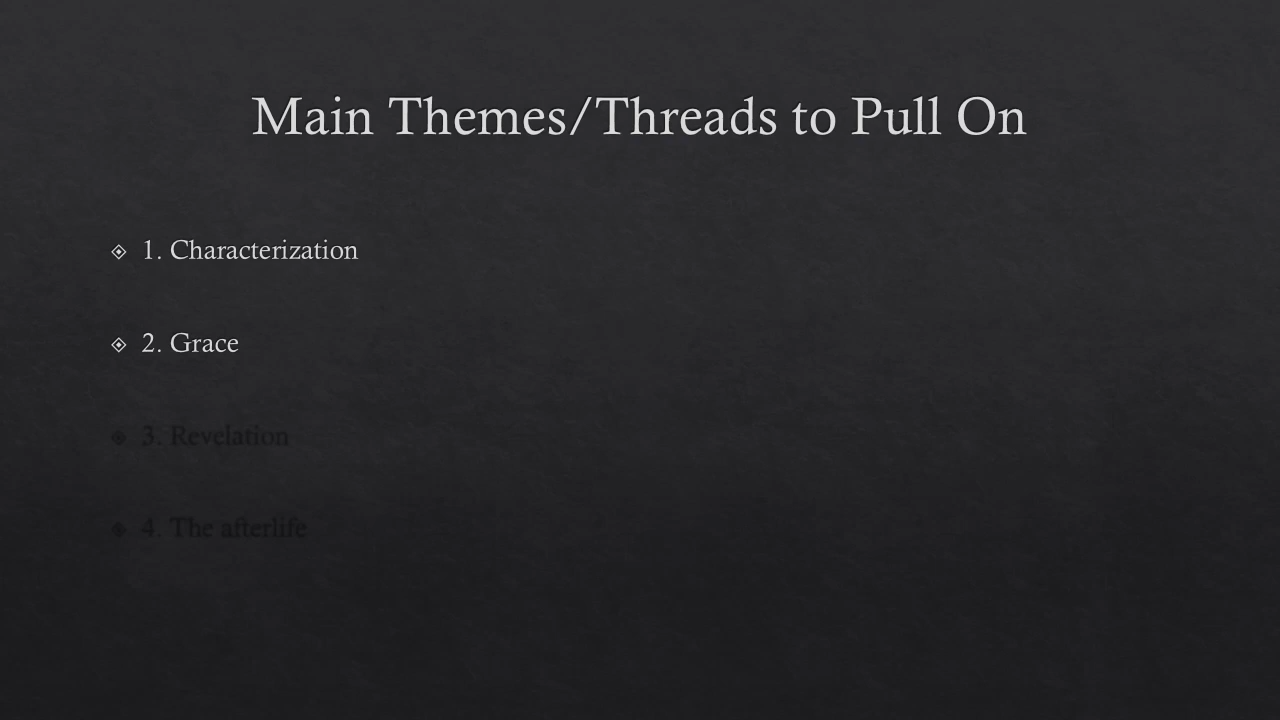 Main Themes/Threads to Pull On
1. Characterization
2. Grace
3. Revelation
4. The afterlife